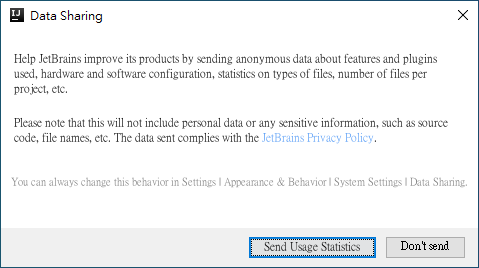 IJ Data Sharing
Help JetBrains improve its products by sending anonymous data about features and plugins
used, hardware and software configuration, statistics on types of files, number of files per
project, etc.
Please note that this will not include personal data or any sensitive information, such as source
code, file names, etc. The data sent complies with the JetBrains Privacy Policy.
You can always change this behavior in Settings | Appearance & Behavior | System Settings | Data Sharing.
Send Usage Statistics Don't send